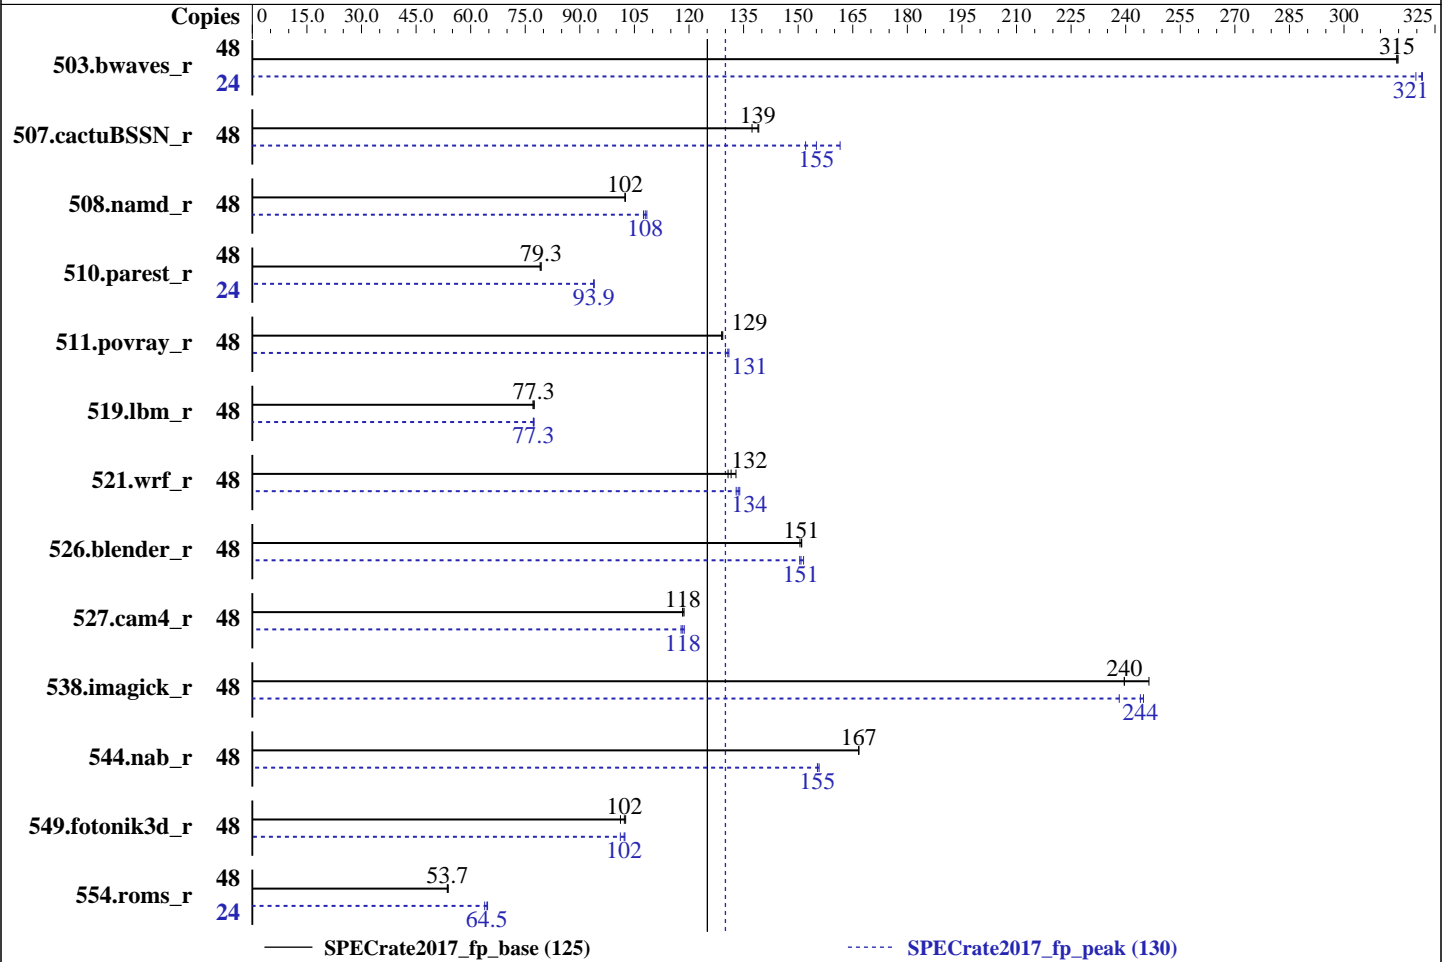 Copies 0 15.0 30.0 45.0 60.0 75.0 90.0 105 120 135 150 165 180 195 210 225 240 255 270 285 300 325
503.bwaves_r 48 315
24 321
507.cactuBSSN_r 48 139
155
508.namd_r 48 102
108
510.parest_r 48 79.3
24 93.9
511.povray_r 48 129
131
519.lbm_r 48 77.3
77.3
521.wrf_r 48 132
134
526.blender_r 48 151
151
527.cam4_r 48 118
118
538.imagick_r 48 240
244
544.nab_r 48 167
155
549.fotonik3d_r 48 102
102
554.roms_r 48 53.7
24 64.5
SPECrate2017_fp_base (125) SPECrate2017_fp_peak (130)